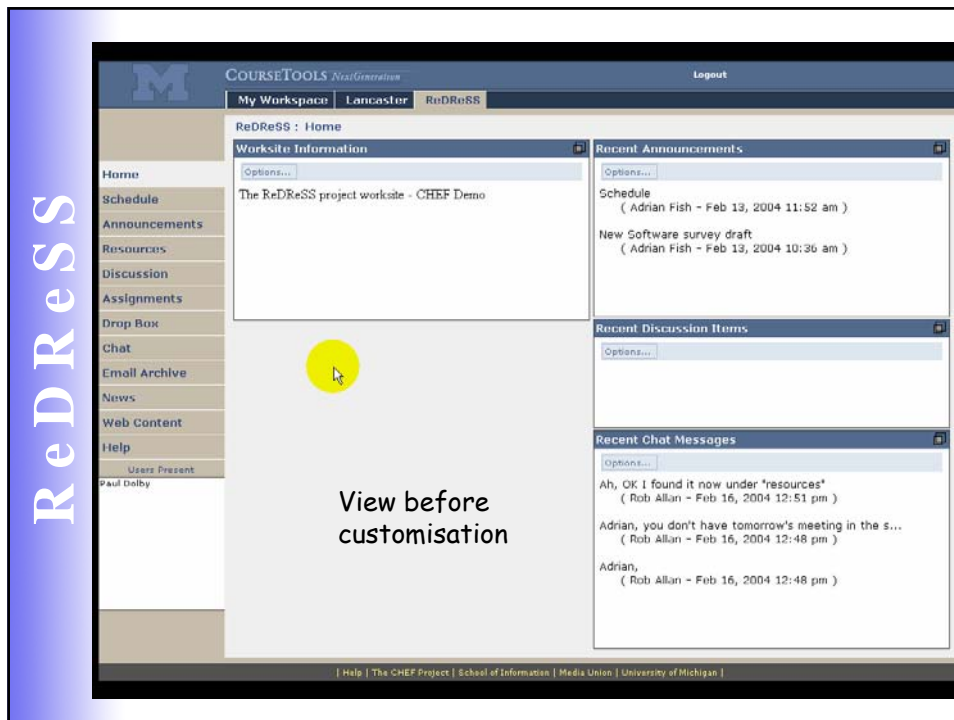 ReDReSS
M
COURSETOOLS NextGeneration
Logout
My Workspace Lancaster ReDReSS
ReDReSS : Home
Worksite Information
Options...
The ReDReSS project worksite - CHEF Demo
Home
Schedule
Announcements
Resources
Discussion
Assignments
Drop Box
Chat
Email Archive
News
Web Content
Help
Users Present
Paul Dolby
View before
customisation
Recent Announcements
Options...
Schedule
( Adrian Fish - Feb 13, 2004 11:52 am )
New Software survey draft
( Adrian Fish - Feb 13, 2004 10:36 am )
Recent Discussion Items
Options...
Recent Chat Messages
Options...
Ah, OK I found it now under "resources"
( Rob Allan - Feb 16, 2004 12:51 pm )
Adrian, you don't have tomorrow's meeting in the s...
( Rob Allan - Feb 16, 2004 12:48 pm )
Adrian,
( Rob Allan - Feb 16, 2004 12:48 pm )
| Help | The CHEF Project | School of Information | Media Union | University of Michigan |